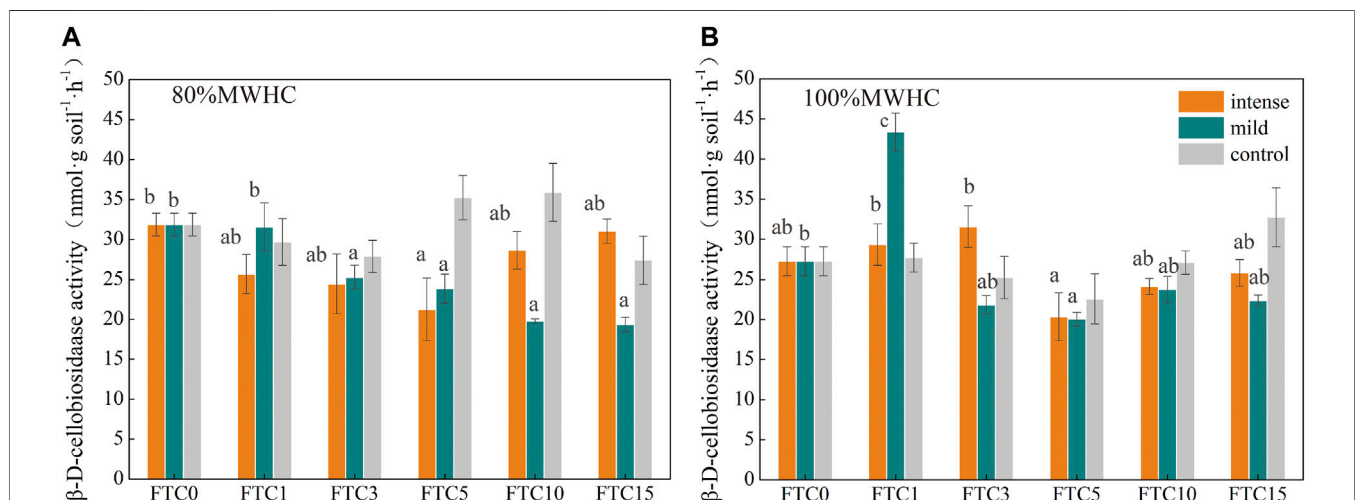 A
β-D-cellobiosidaase activity (nmol·g soil⁻¹·h⁻¹)
80%MWHC
50
45
40
35
30
25
20
15
10
5
0
b b
ab b
ab a
a a
ab a
ab a
FTC0 FTC1 FTC3 FTC5 FTC10 FTC15
B
β-D-cellobiosidaase activity (nmol·g soil⁻¹·h⁻¹)
100%MWHC
intense
mild
control
50
45
40
35
30
25
20
15
10
5
0
ab b
b c
b ab
a a
ab ab
ab ab
FTC0 FTC1 FTC3 FTC5 FTC10 FTC15